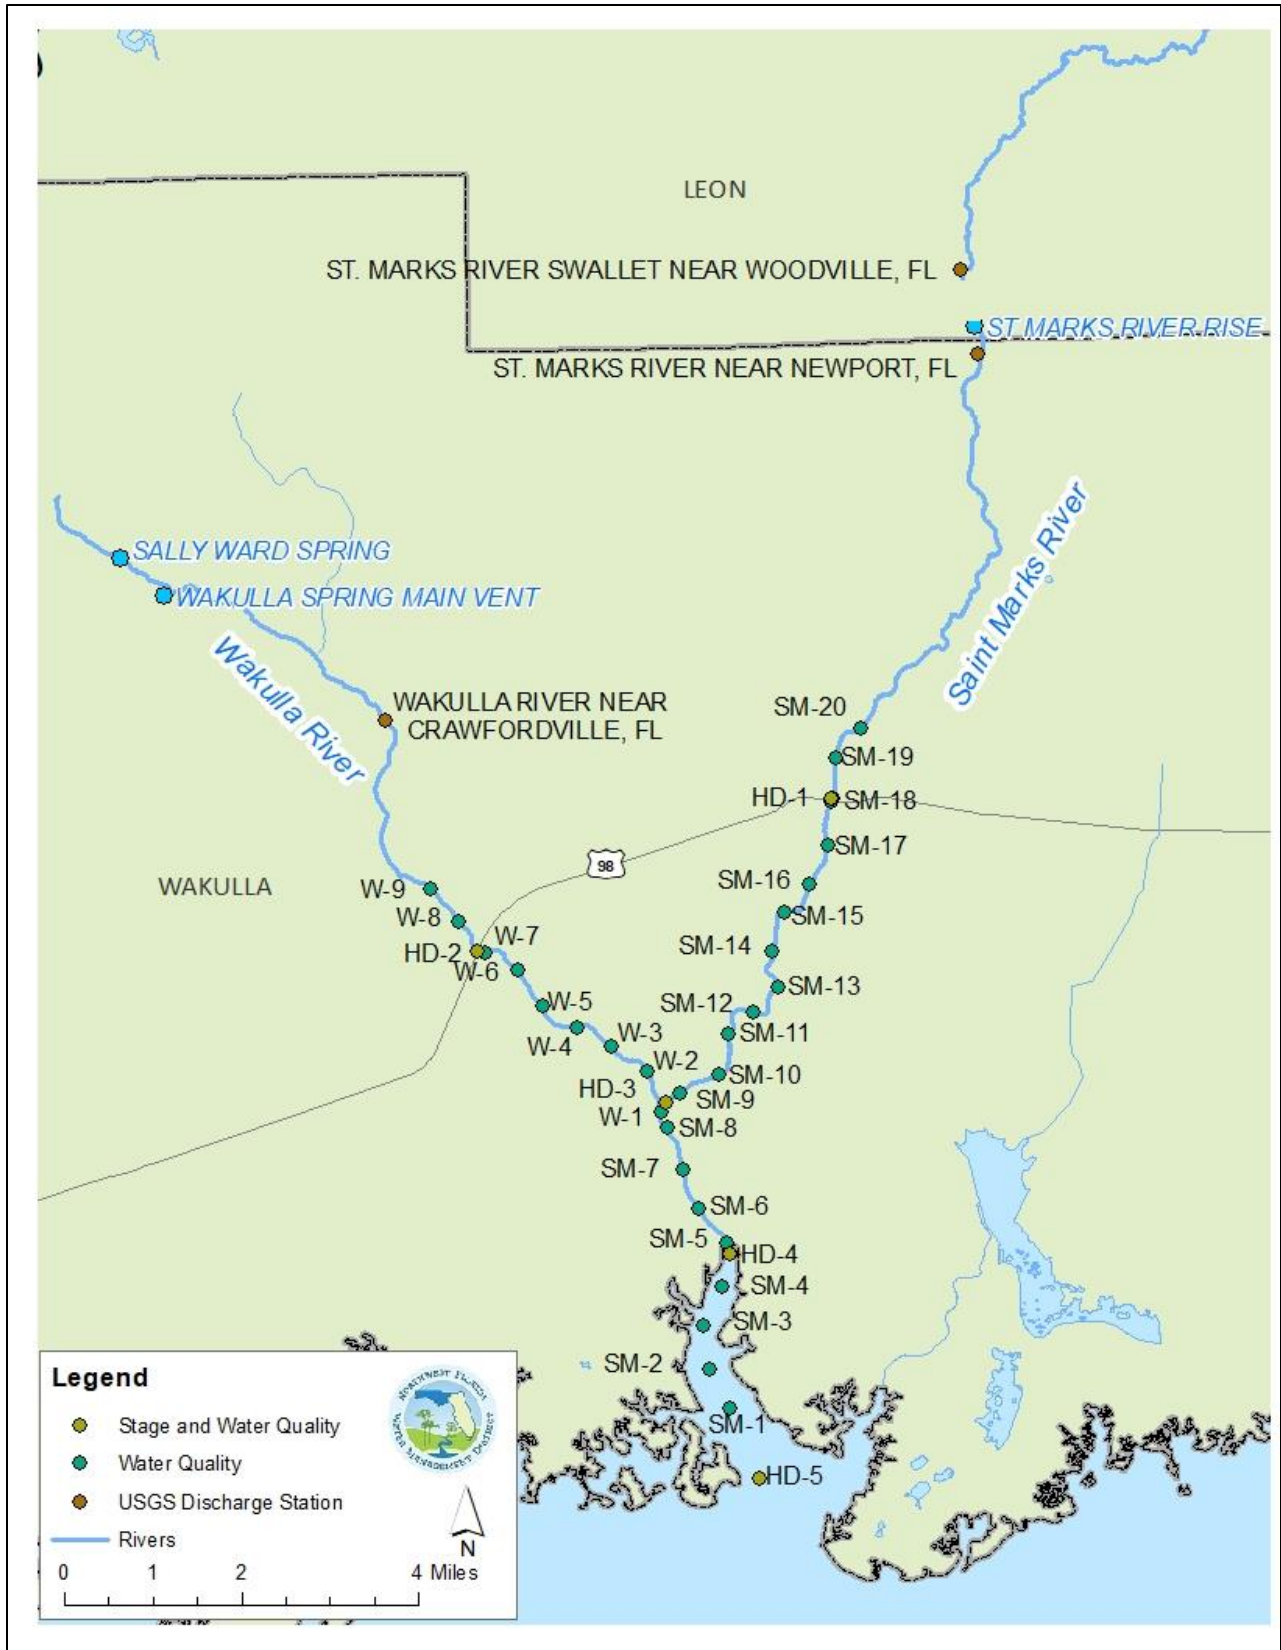 LEON
ST. MARKS RIVER SWALLET NEAR WOODVILLE, FL
ST MARKS RIVER RISE
ST. MARKS RIVER NEAR NEWPORT, FL
Saint Marks River
SALLY WARD SPRING
WAKULLA SPRING MAIN VENT
Wakulla River
WAKULLA RIVER NEAR
CRAWFORDVILLE, FL
SM-20
SM-19
HD-1
SM-18
SM-17
98
WAKULLA
W-9
SM-16
W-8
SM-15
W-7
HD-2
SM-14
W-6
SM-13
W-5
SM-12
SM-11
W-4
W-3
W-2
SM-10
HD-3
SM-9
W-1
SM-8
SM-7
SM-6
SM-5
HD-4
SM-4
SM-3
SM-2
SM-1
HD-5
Legend
NORTHWEST FLORIDA
WATER MANAGEMENT DISTRICT
Stage and Water Quality
Water Quality
USGS Discharge Station
Rivers
N
0 1 2 4 Miles